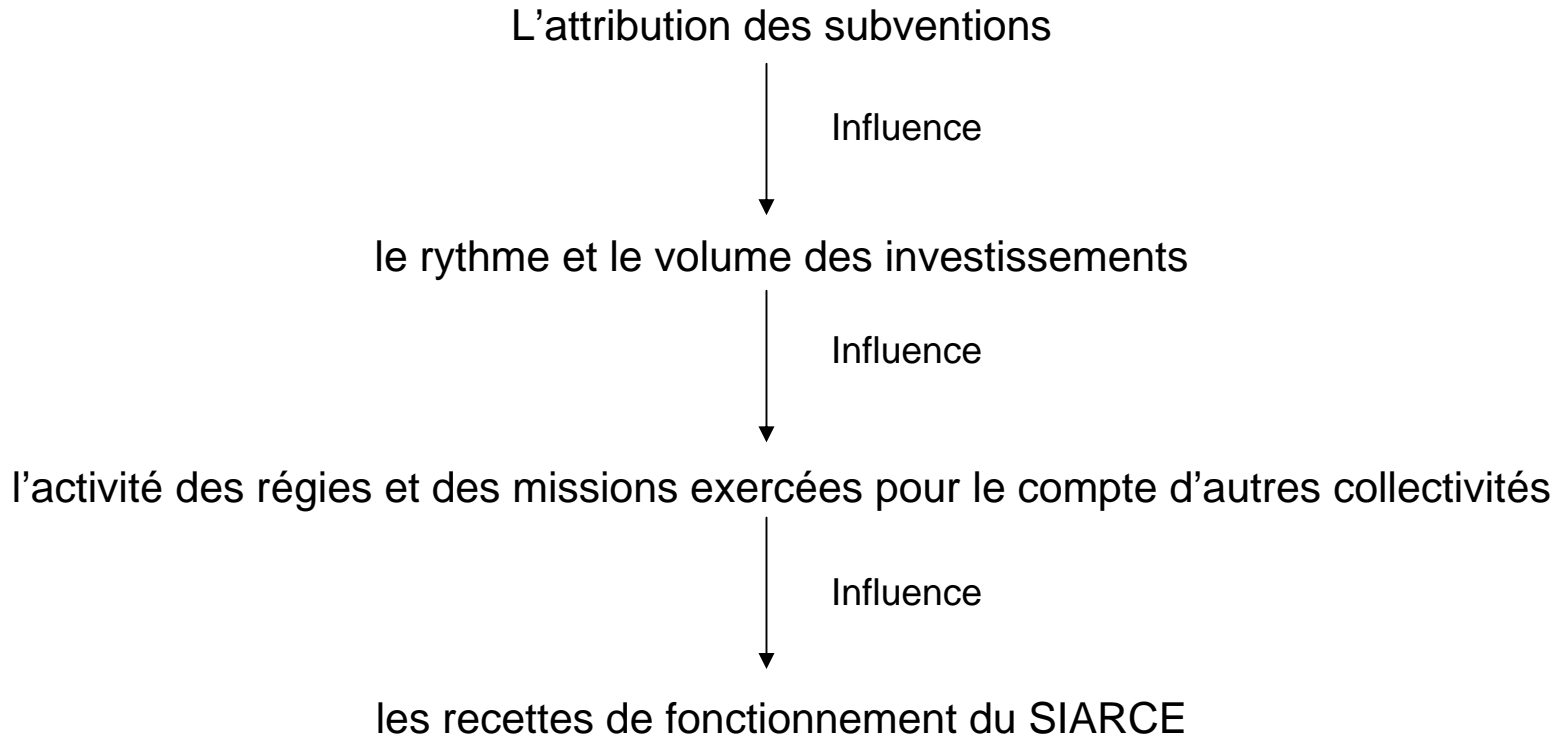 L’attribution des subventions
Influence
le rythme et le volume des investissements
Influence
l’activité des régies et des missions exercées pour le compte d’autres collectivités
Influence
les recettes de fonctionnement du SIARCE